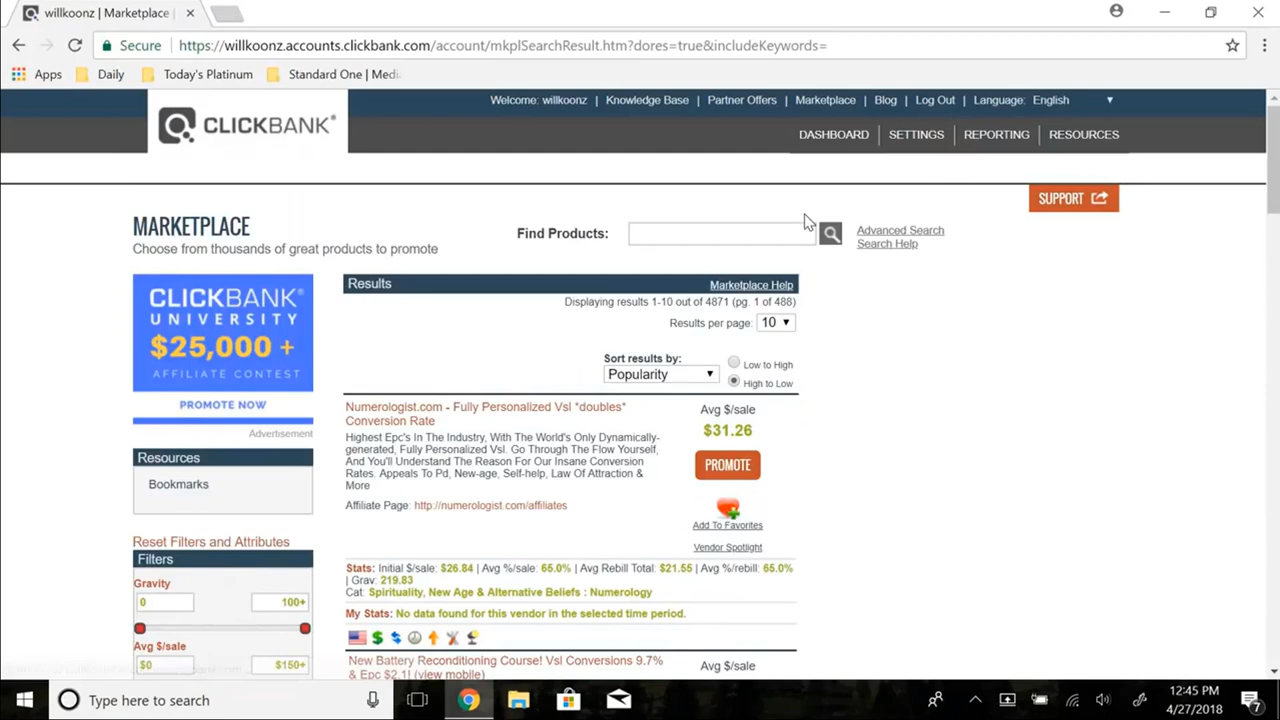 willkoonz | Marketplace
Secure https://willkoonz.accounts.clickbank.com/account/mkplSearchResult.htm?dores=true&includeKeywords=
Apps Daily Today's Platinum Standard One | Medi
Welcome: willkoonz | Knowledge Base | Partner Offers | Marketplace | Blog | Log Out | Language: English
CLICKBANK®
DASHBOARD SETTINGS REPORTING RESOURCES
SUPPORT
MARKETPLACE
Choose from thousands of great products to promote
Find Products:
Advanced Search
Search Help
CLICKBANK®
UNIVERSITY
$25,000 +
AFFILIATE CONTEST
PROMOTE NOW
Advertisement
Resources
Bookmarks
Reset Filters and Attributes
Filters
Gravity
0 100+
Avg $/sale
$0 $150+
Results Marketplace Help
Displaying results 1-10 out of 4871 (pg. 1 of 488)
Results per page: 10
Sort results by:
Popularity
Low to High
High to Low
Numerologist.com - Fully Personalized Vsl *doubles*
Conversion Rate
Highest Epc's In The Industry, With The World's Only Dynamically-
generated, Fully Personalized Vsl. Go Through The Flow Yourself,
And You'll Understand The Reason For Our Insane Conversion
Rates. Appeals To Pd, New-age, Self-help, Law Of Attraction &
More
Affiliate Page: http://numerologist.com/affiliates
Avg $/sale
$31.26
PROMOTE
Add To Favorites
Vendor Spotlight
Stats: Initial $/sale: $26.84 | Avg %/sale: 65.0% | Avg Rebill Total: $21.55 | Avg %/rebill: 65.0%
| Grav: 219.83
Cat: Spirituality, New Age & Alternative Beliefs : Numerology
My Stats: No data found for this vendor in the selected time period.
New Battery Reconditioning Course! Vsl Conversions 9.7%
& Epc $2.1| (view mobile)
Avg $/sale
Type here to search
12:45 PM
4/27/2018
7